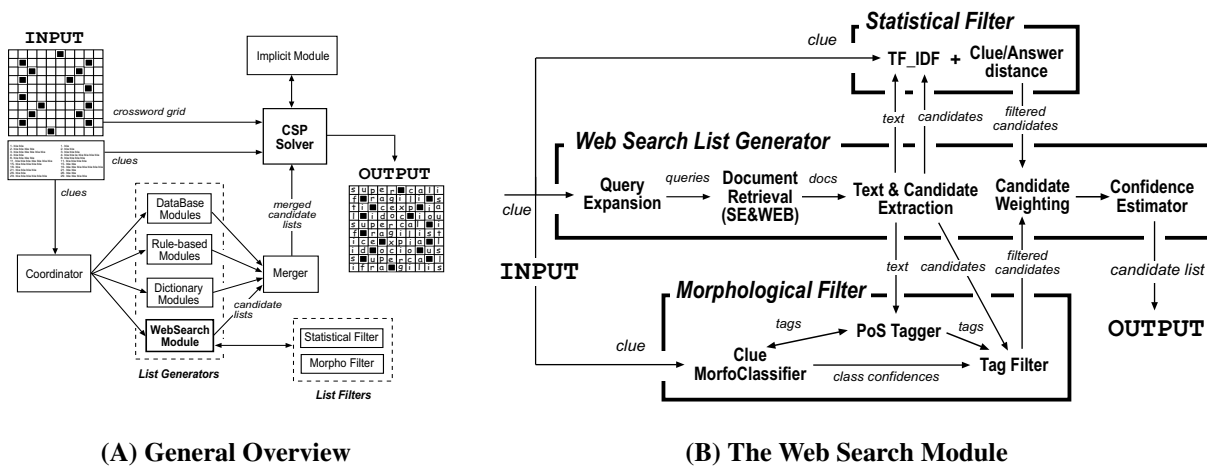 INPUT
crossword grid
clues
clues
Implicit Module
CSP
Solver
OUTPUT
merged
candidate
lists
Coordinator
DataBase
Modules
Rule-based
Modules
Dictionary
Modules
WebSearch
Module
List Generators
Merger
candidate
lists
Statistical Filter
Morpho Filter
List Filters
(A) General Overview
Statistical Filter
clue
TF_IDF + Clue/Answer
distance
text
candidates
filtered
candidates
Web Search List Generator
clue
Query
Expansion
queries
Document
Retrieval
(SE&WEB)
docs
Text & Candidate
Extraction
Candidate
Weighting
Confidence
Estimator
INPUT
text
candidates
filtered
candidates
candidate list
OUTPUT
Morphological Filter
clue
tags
PoS Tagger
tags
Clue
MorfoClassifier
class confidences
Tag Filter
(B) The Web Search Module